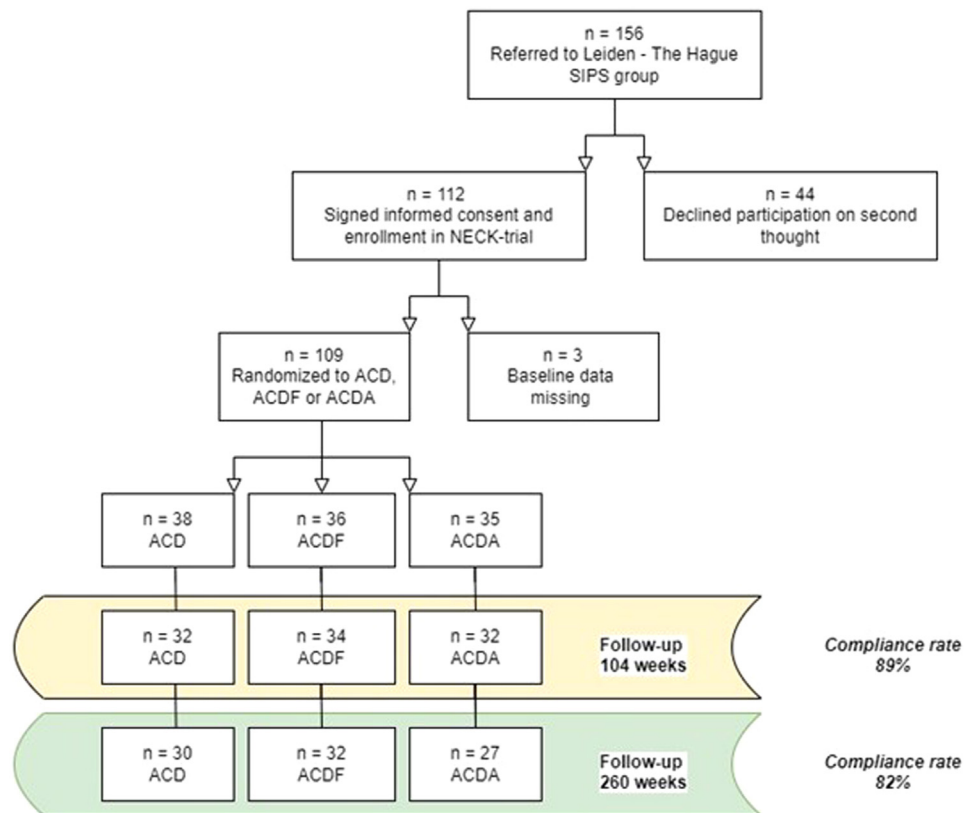 n = 156
Referred to Leiden - The Hague
SIPS group
n = 112
Signed informed consent and
enrollment in NECK-trial
n = 44
Declined participation on second
thought
n = 109
Randomized to ACD,
ACDF or ACDA
n = 3
Baseline data
missing
n = 38
ACD
n = 36
ACDF
n = 35
ACDA
n = 32
ACD
n = 34
ACDF
n = 32
ACDA
Follow-up
104 weeks
Compliance rate
89%
n = 30
ACD
n = 32
ACDF
n = 27
ACDA
Follow-up
260 weeks
Compliance rate
82%